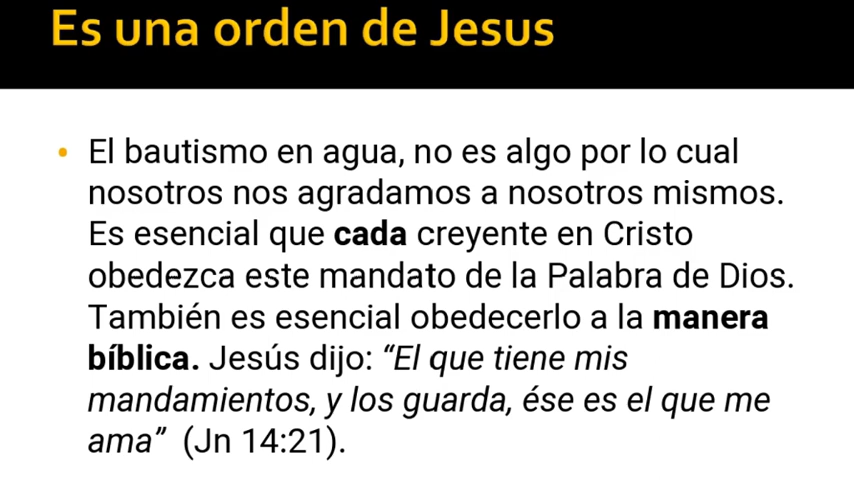 Es una orden de Jesus
• El bautismo en agua, no es algo por lo cual
nosotros nos agradamos a nosotros mismos.
Es esencial que cada creyente en Cristo
obedezca este mandato de la Palabra de Dios.
También es esencial obedecerlo a la manera
bíblica. Jesús dijo: “El que tiene mis
mandamientos, y los guarda, ése es el que me
ama” (Jn 14:21).